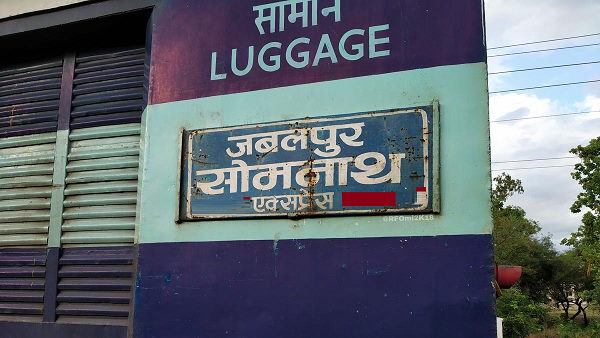 सामान
LUGGAGE
जबलपुर
सोमनाथ
एक्सप्रेस
©RFOmi2K18